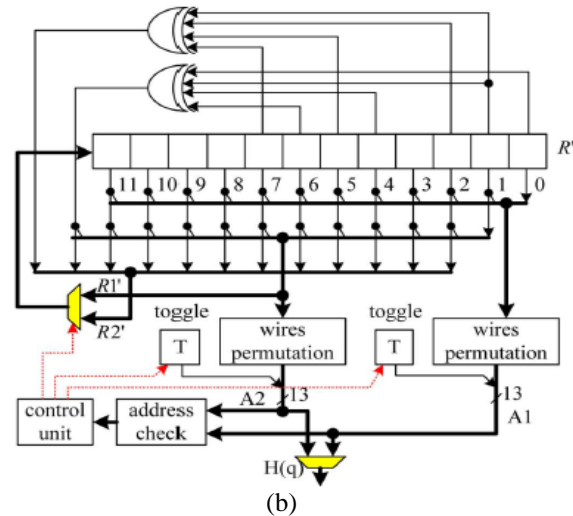 R'
11 10 9 8 7 6 5 4 3 2 1 0
R1'
R2'
toggle
T
wires
permutation
toggle
T
wires
permutation
13
A2
13
A1
control
unit
address
check
H(q)
(b)